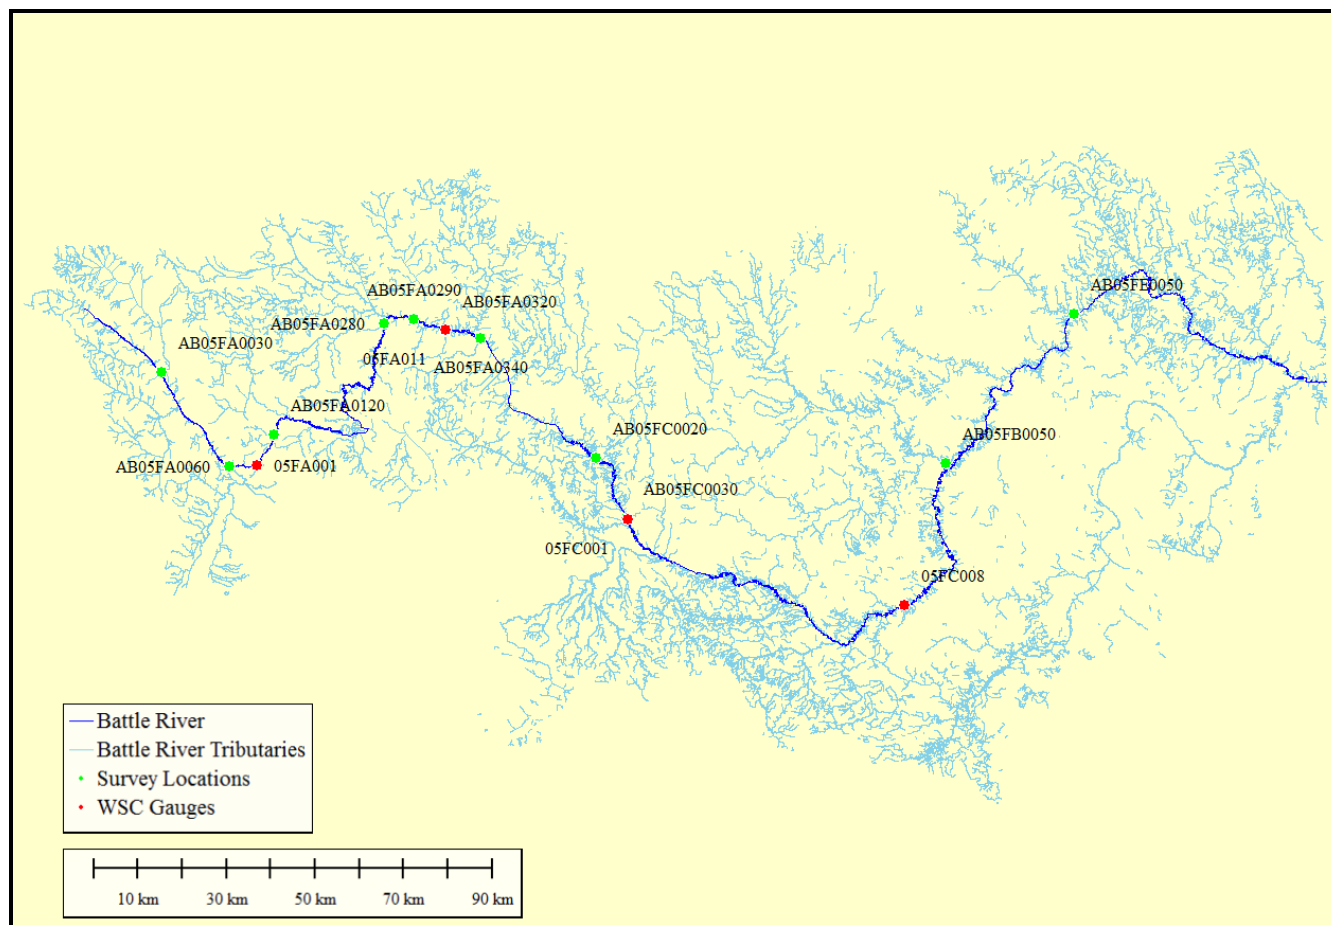 AB05FE0050
AB05FA0290
AB05FA0320
AB05FA0280
AB05FA0030
05FA011
AB05FA0340
AB05FA0120
AB05FC0020
AB05FB0050
AB05FA0060
05FA001
AB05FC0030
05FC001
05FC008
Battle River
Battle River Tributaries
Survey Locations
WSC Gauges
10 km 30 km 50 km 70 km 90 km